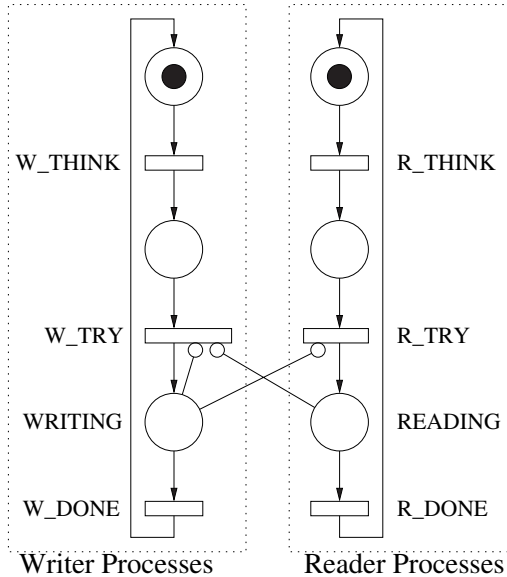 W_THINK
R_THINK
W_TRY
R_TRY
WRITING
READING
W_DONE
R_DONE
Writer Processes
Reader Processes